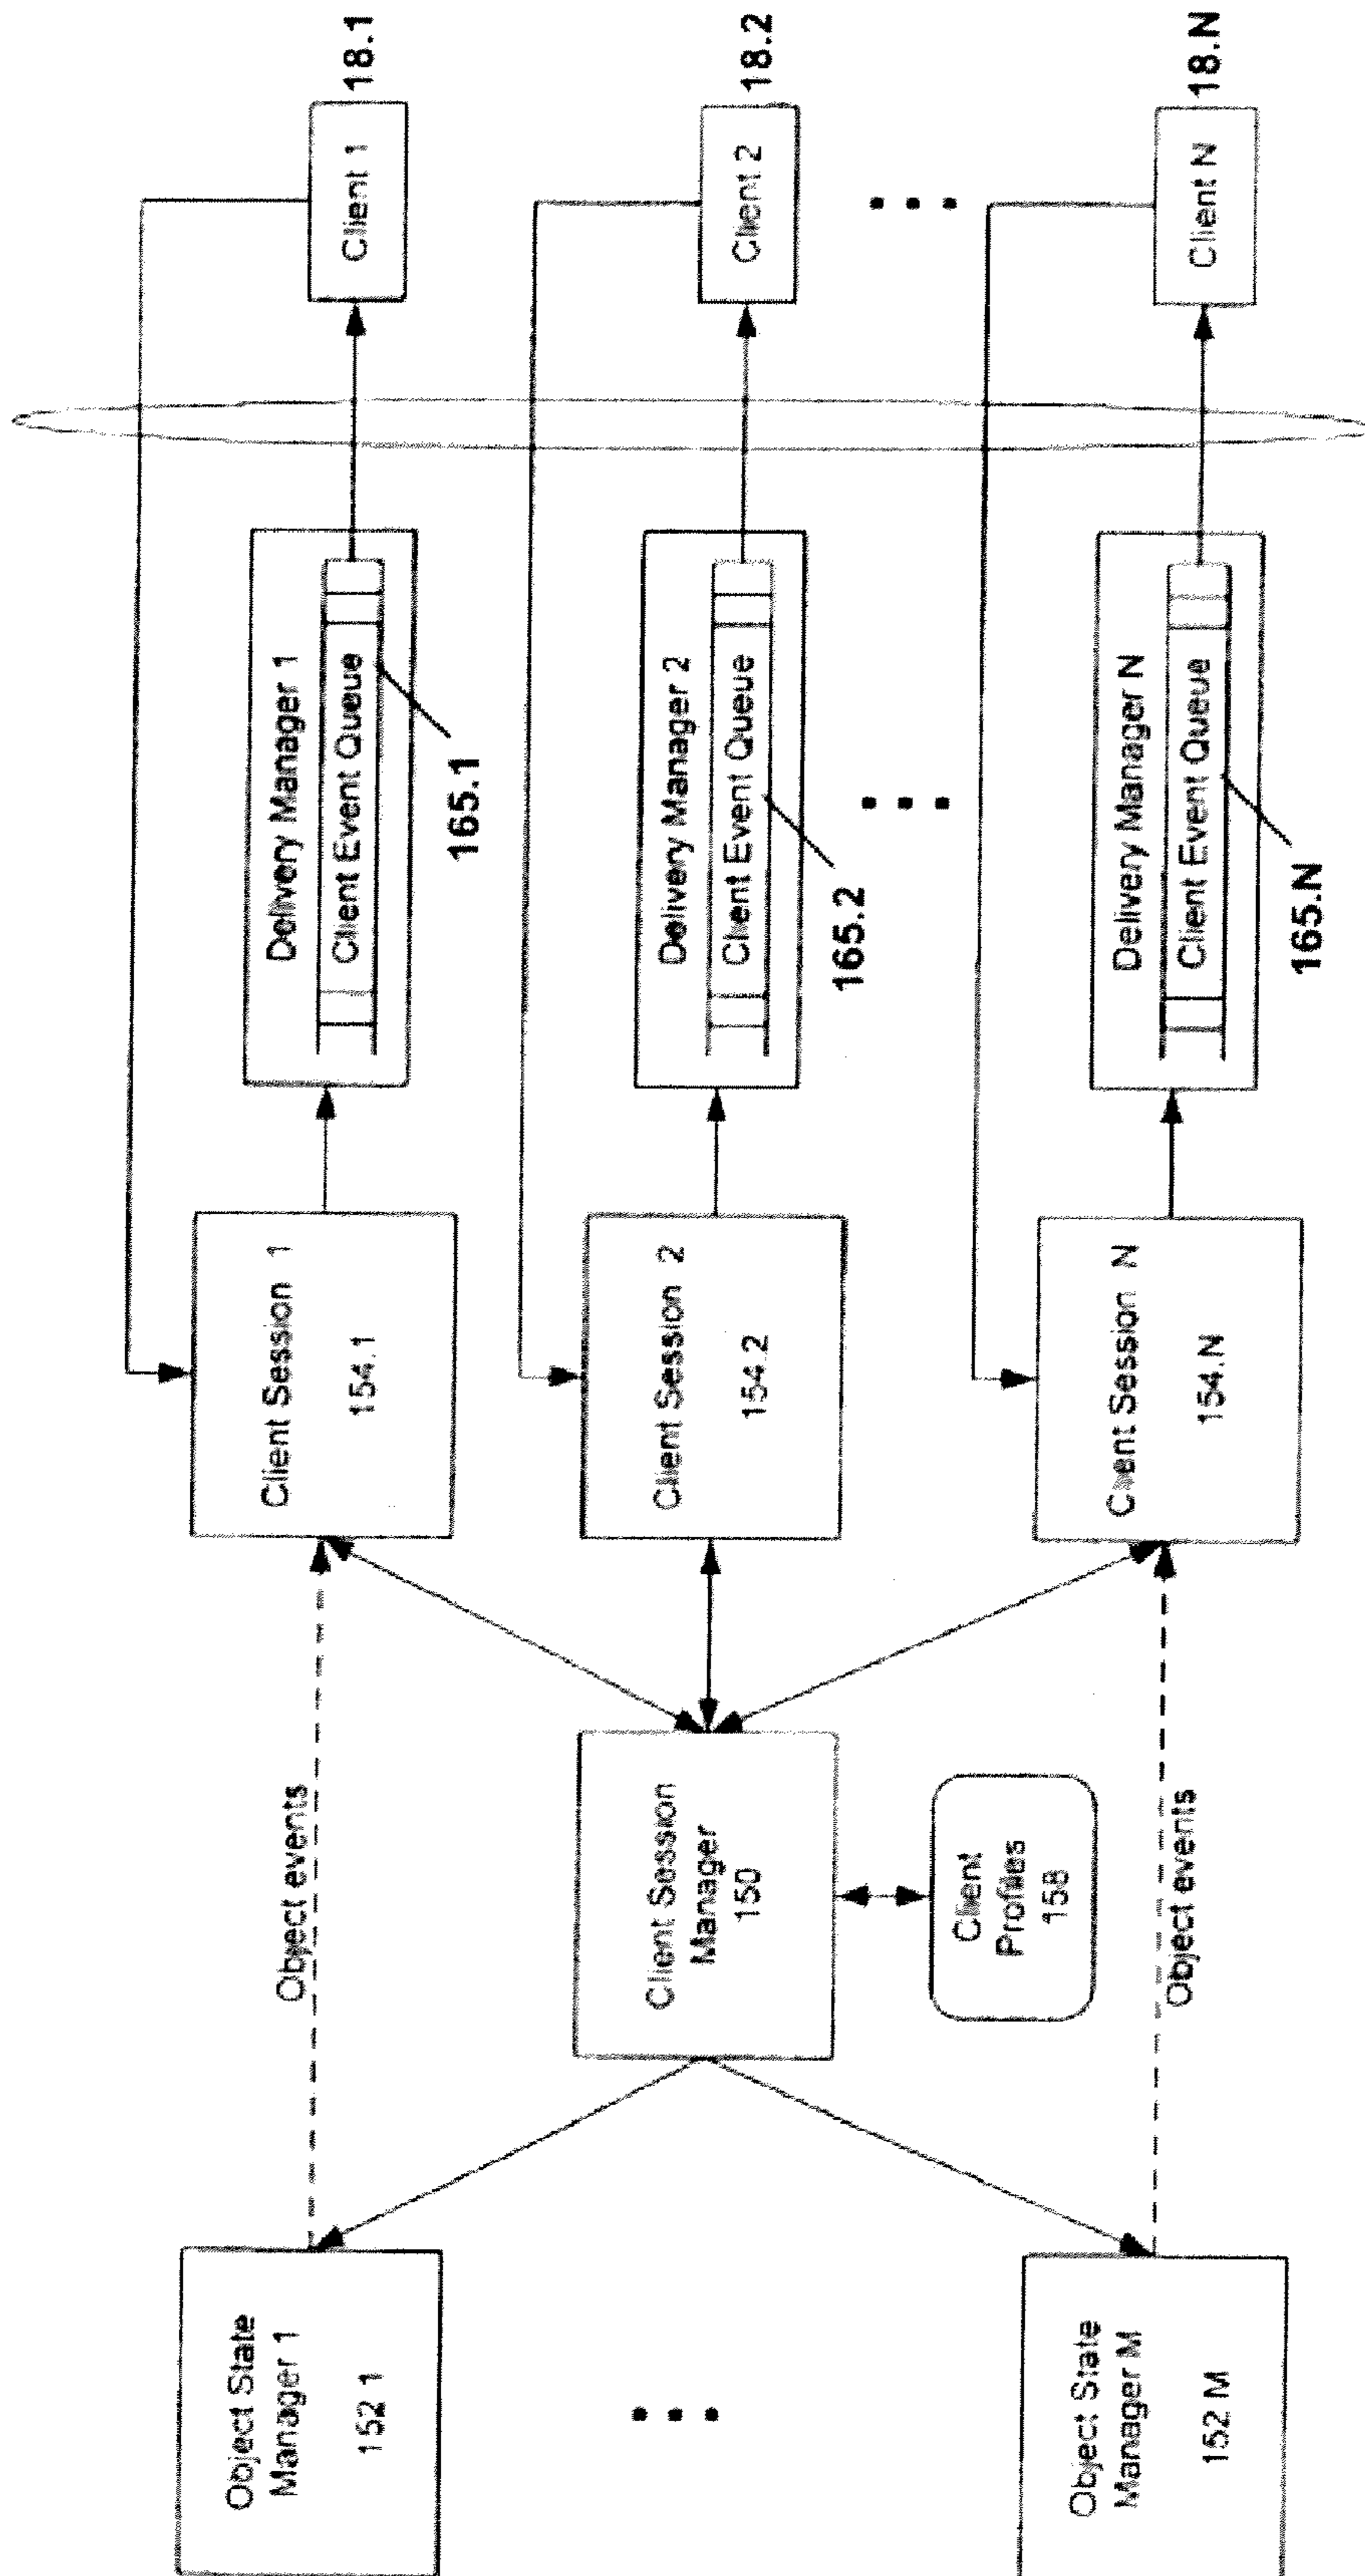 Object State
Manager 1
152 1
Object State
Manager M
152 M
Object events
Client Session
Manager
150
Client
Profiles
158
Object events
Client Session 1
154.1
Client Session 2
154.2
Client Session N
154.N
Delivery Manager 1
Client Event Queue
165.1
Delivery Manager 2
Client Event Queue
165.2
Delivery Manager N
Client Event Queue
165.N
Client 1
18.1
Client 2
18.2
Client N
18.N